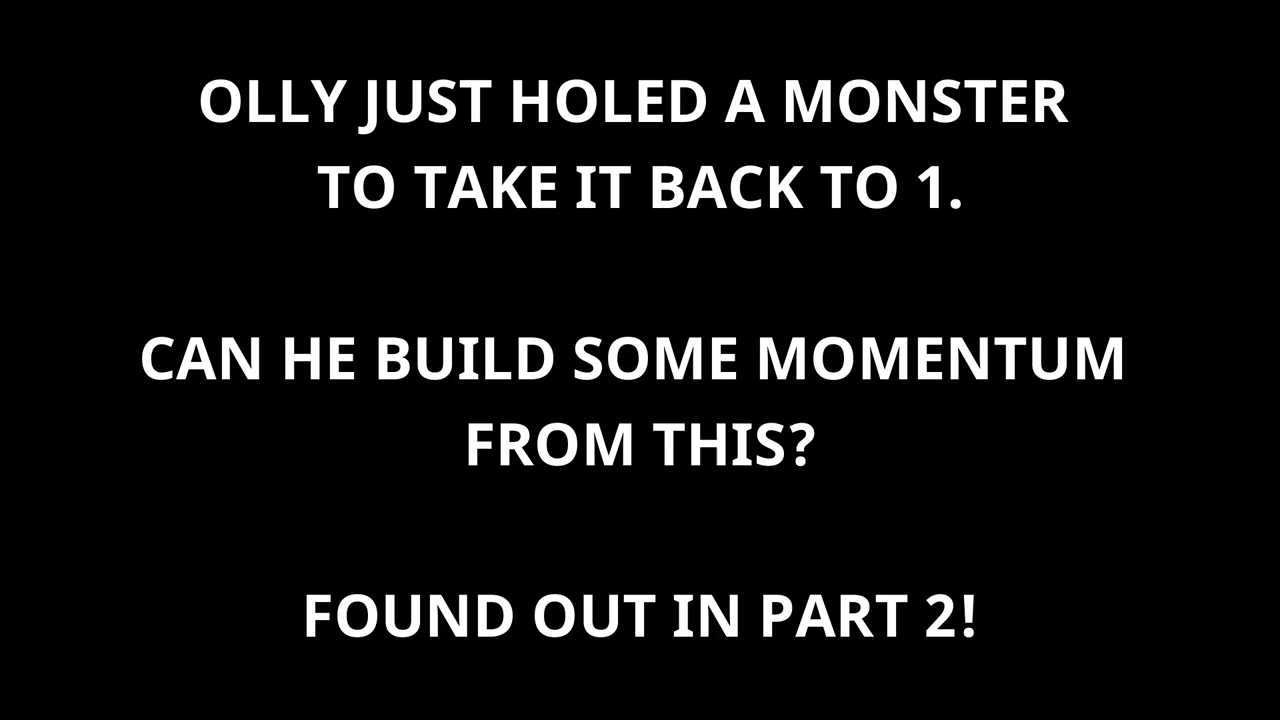 OLLY JUST HOLED A MONSTER
TO TAKE IT BACK TO 1.
CAN HE BUILD SOME MOMENTUM
FROM THIS?
FOUND OUT IN PART 2!